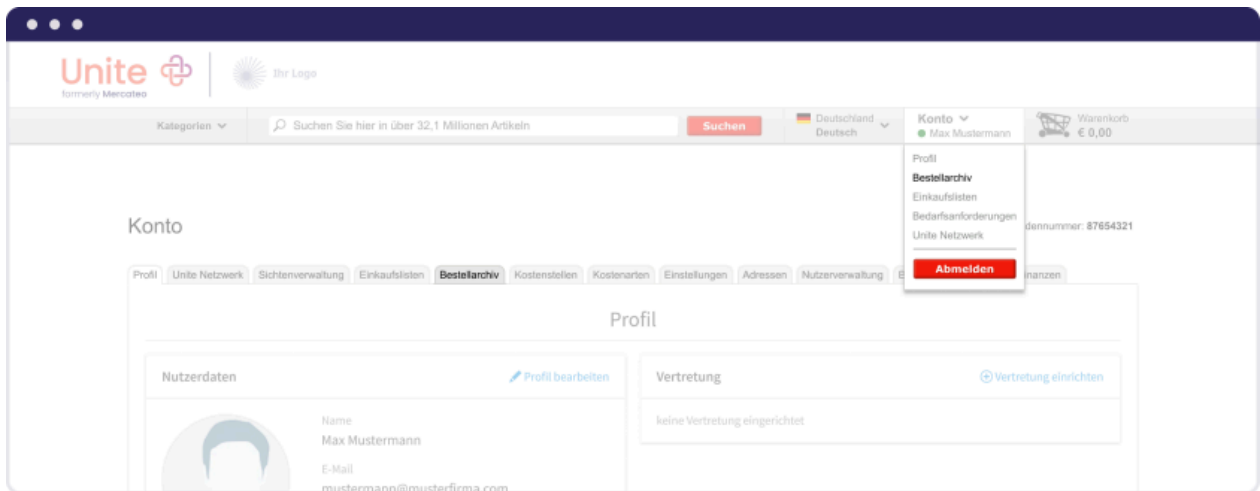 Unite
formerly Mercateo
Ihr Logo
Kategorien
Suchen Sie hier in über 32,1 Millionen Artikeln
Suchen
Deutschland
Deutsch
Konto
Max Mustermann
Warenkorb
€ 0,00
Profil
Bestellarchiv
Einkaufslisten
Bedarfsanforderungen
Unite Netzwerk
Abmelden
Konto
dennummer: 87654321
Profil
Unite Netzwerk
Sichtenverwaltung
Einkaufslisten
Bestellarchiv
Kostenstellen
Kostenarten
Einstellungen
Adressen
Nutzerverwaltung
inanzen
Profil
Nutzerdaten
Profil bearbeiten
Vertretung
Vertretung einrichten
Name
Max Mustermann
keine Vertretung eingerichtet
E-Mail
mustermann@musterfirma.com